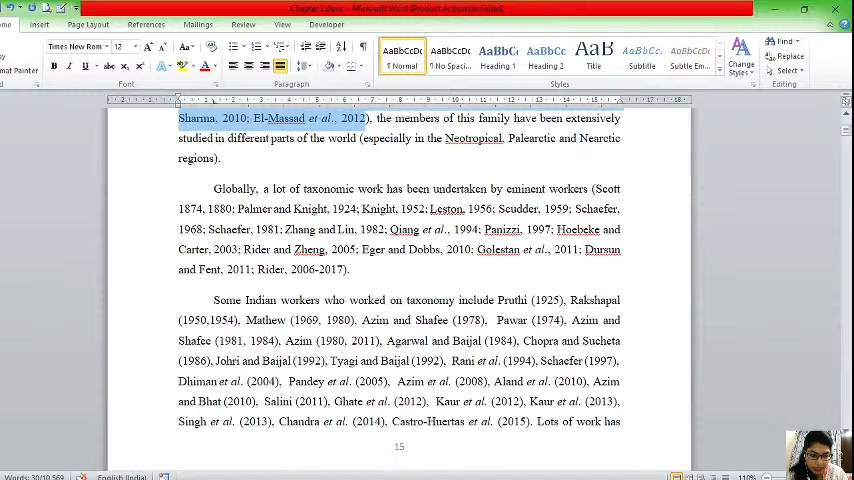 Chapter 2.docx - Microsoft Word (Product Activation Failed)
Insert Page Layout References Mailings Review View Developer
Times New Rom 12
Format Painter
AaBbCcDc AaBbCcDc AaBbC AaBbCc AaB AaBbCc. AaBbCcDc
¶ Normal ¶ No Spaci... Heading 1 Heading 2 Title Subtitle Subtle Em...
Change Styles
Find
Replace
Select
Font Paragraph Styles Editing
Sharma, 2010; El-Massad et al., 2012), the members of this family have been extensively
studied in different parts of the world (especially in the Neotropical, Palearctic and Nearctic
regions).
Globally, a lot of taxonomic work has been undertaken by eminent workers (Scott
1874, 1880; Palmer and Knight, 1924; Knight, 1952; Leston, 1956; Scudder, 1959; Schaefer,
1968; Schaefer, 1981; Zhang and Lin, 1982; Qiang et al., 1994; Panizzi, 1997; Hoebeke and
Carter, 2003; Rider and Zheng, 2005; Eger and Dobbs, 2010; Golestan et al., 2011; Dursun
and Fent, 2011; Rider, 2006-2017).
Some Indian workers who worked on taxonomy include Pruthi (1925), Rakshapal
(1950,1954), Mathew (1969, 1980), Azim and Shafee (1978), Pawar (1974), Azim and
Shafee (1981, 1984), Azim (1980, 2011), Agarwal and Baijal (1984), Chopra and Sucheta
(1986), Johri and Baijal (1992), Tyagi and Baijal (1992), Rani et al. (1994), Schaefer (1997),
Dhiman et al. (2004), Pandey et al. (2005), Azim et al. (2008), Aland et al. (2010), Azim
and Bhat (2010), Salini (2011), Ghate et al. (2012), Kaur et al. (2012), Kaur et al. (2013),
Singh et al. (2013), Chandra et al. (2014), Castro-Huertas et al. (2015). Lots of work has
15
Words: 30/10,569 English (India) 110%